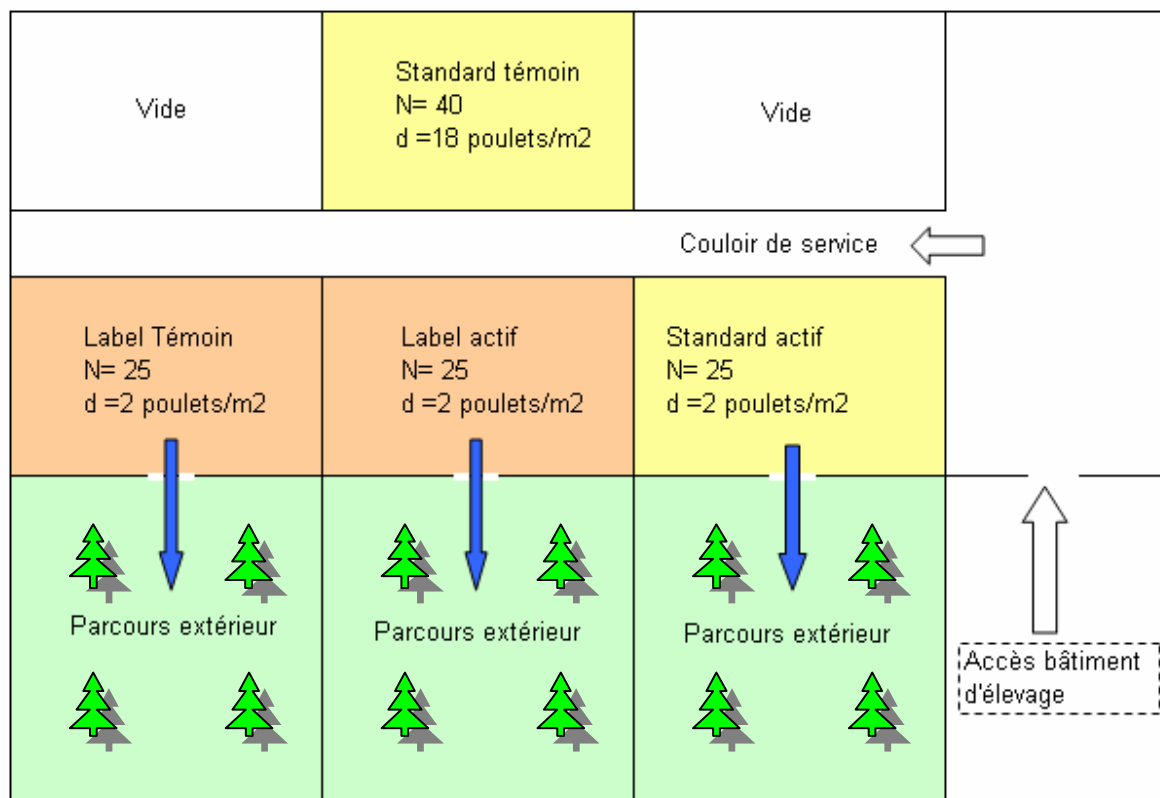 Vide
Standard témoin
N= 40
d =18 poulets/m2
Vide
Couloir de service
Label Témoin
N= 25
d =2 poulets/m2
Label actif
N= 25
d =2 poulets/m2
Standard actif
N= 25
d =2 poulets/m2
Parcours extérieur
Parcours extérieur
Parcours extérieur
Accès bâtiment
d'élevage